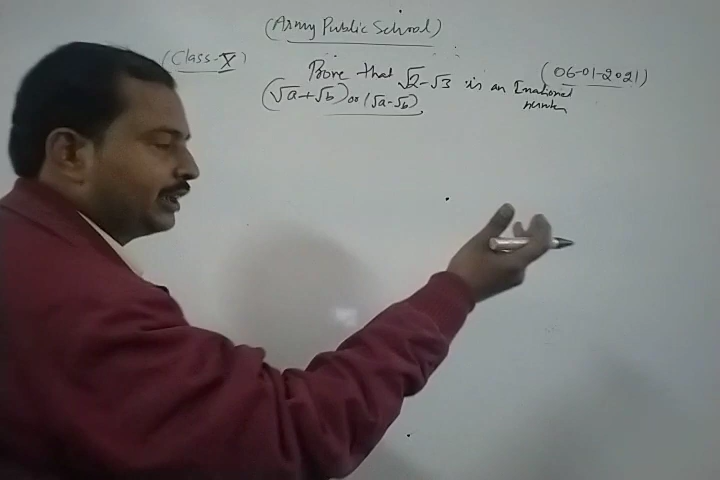 (Army Public School)
(Class-X)
(06-01-2021)
Prove that √2-√3 is an Irrational
number
(√a+√b) or (√a-√b)